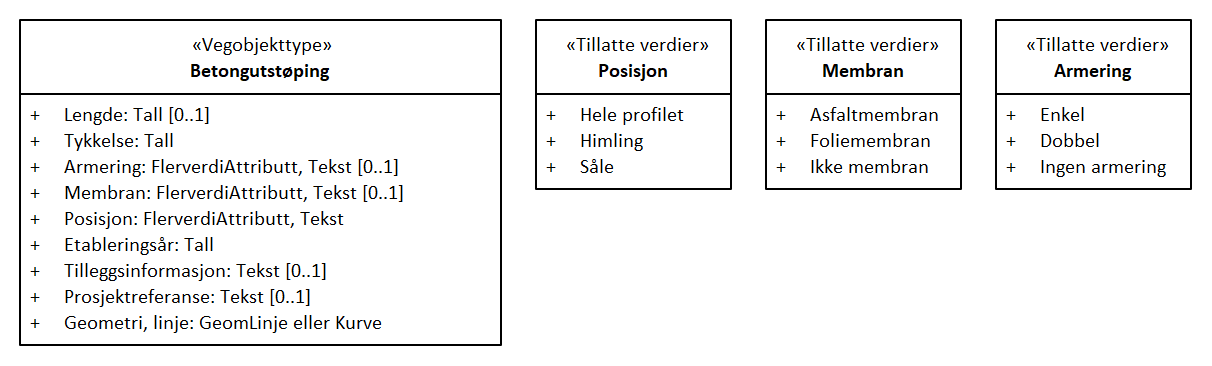 «Vegobjekttype»
Betongutstøping
+ Lengde: Tall [0..1]
+ Tykkelse: Tall
+ Armering: FlerverdiAttributt, Tekst [0..1]
+ Membran: FlerverdiAttributt, Tekst [0..1]
+ Posisjon: FlerverdiAttributt, Tekst
+ Etableringsår: Tall
+ Tilleggsinformasjon: Tekst [0..1]
+ Prosjektreferanse: Tekst [0..1]
+ Geometri, linje: GeomLinje eller Kurve
«Tillatte verdier»
Posisjon
+ Hele profilet
+ Himling
+ Såle
«Tillatte verdier»
Membran
+ Asfaltmembran
+ Foliemembran
+ Ikke membran
«Tillatte verdier»
Armering
+ Enkel
+ Dobbel
+ Ingen armering